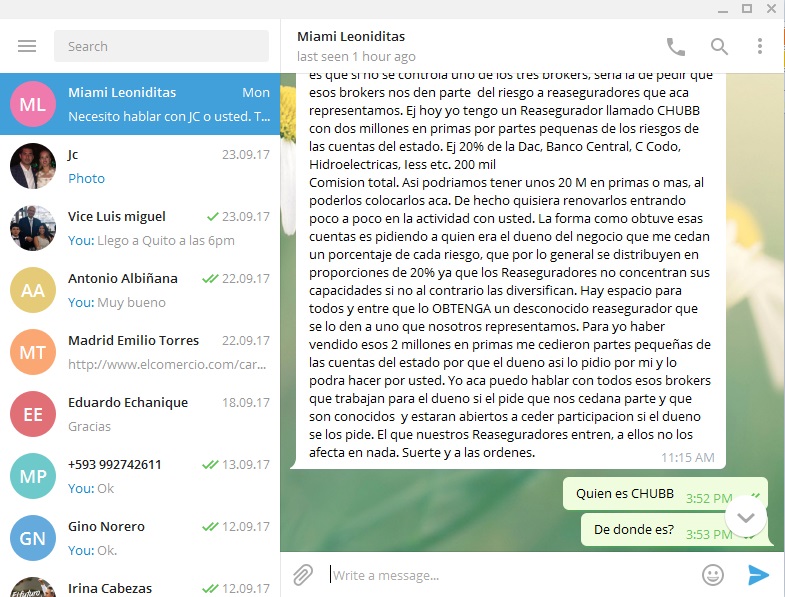 Search
ML
Miami Leoniditas
Mon
Necesito hablar con JC o usted. T...
Jc
23.09.17
Photo
Vice Luis miguel
23.09.17
You: Llego a Quito a las 6pm
AA
Antonio Albiñana
22.09.17
You: Muy bueno
MT
Madrid Emilio Torres
22.09.17
http://www.elcomercio.com/car...
EE
Eduardo Echanique
18.09.17
Gracias
MP
+593 992742611
13.09.17
You: Ok
GN
Gino Norero
12.09.17
You: Ok.
Irina Cabezas
12.09.17
Miami Leoniditas
last seen 1 hour ago
es que si no se controla uno de los tres brokers, seria la de pedir que
esos brokers nos den parte del riesgo a reaseguradores que aca
representamos. Ej hoy yo tengo un Reasegurador llamado CHUBB
con dos millones en primas por partes pequenas de los riesgos de
las cuentas del estado. Ej 20% de la Dac, Banco Central, C Codo,
Hidroelectricas, Iess etc. 200 mil
Comision total. Asi podriamos tener unos 20 M en primas o mas, al
poderlos colocarlos aca. De hecho quisiera renovarlos entrando
poco a poco en la actividad con usted. La forma como obtuve esas
cuentas es pidiendo a quien era el dueno del negocio que me cedan
un porcentaje de cada riesgo, que por lo general se distribuyen en
proporciones de 20% ya que los Reaseguradores no concentran sus
capacidades si no al contrario las diversifican. Hay espacio para
todos y entre que lo OBTENGA un desconocido reasegurador que
se lo den a uno que nosotros representamos. Para yo haber
vendido esos 2 millones en primas me cedieron partes pequeñas de
las cuentas del estado por que el dueno asi lo pidio por mi y lo
podra hacer por usted. Yo aca puedo hablar con todos esos brokers
que trabajan para el dueno si el pide que nos cedana parte y que
son conocidos y estaran abiertos a ceder participacion si el dueno
se los pide. El que nuestros Reaseguradores entren, a ellos no los
afecta en nada. Suerte y a las ordenes.
11:15 AM
Quien es CHUBB
3:52 PM
De donde es?
3:53 PM
Write a message...